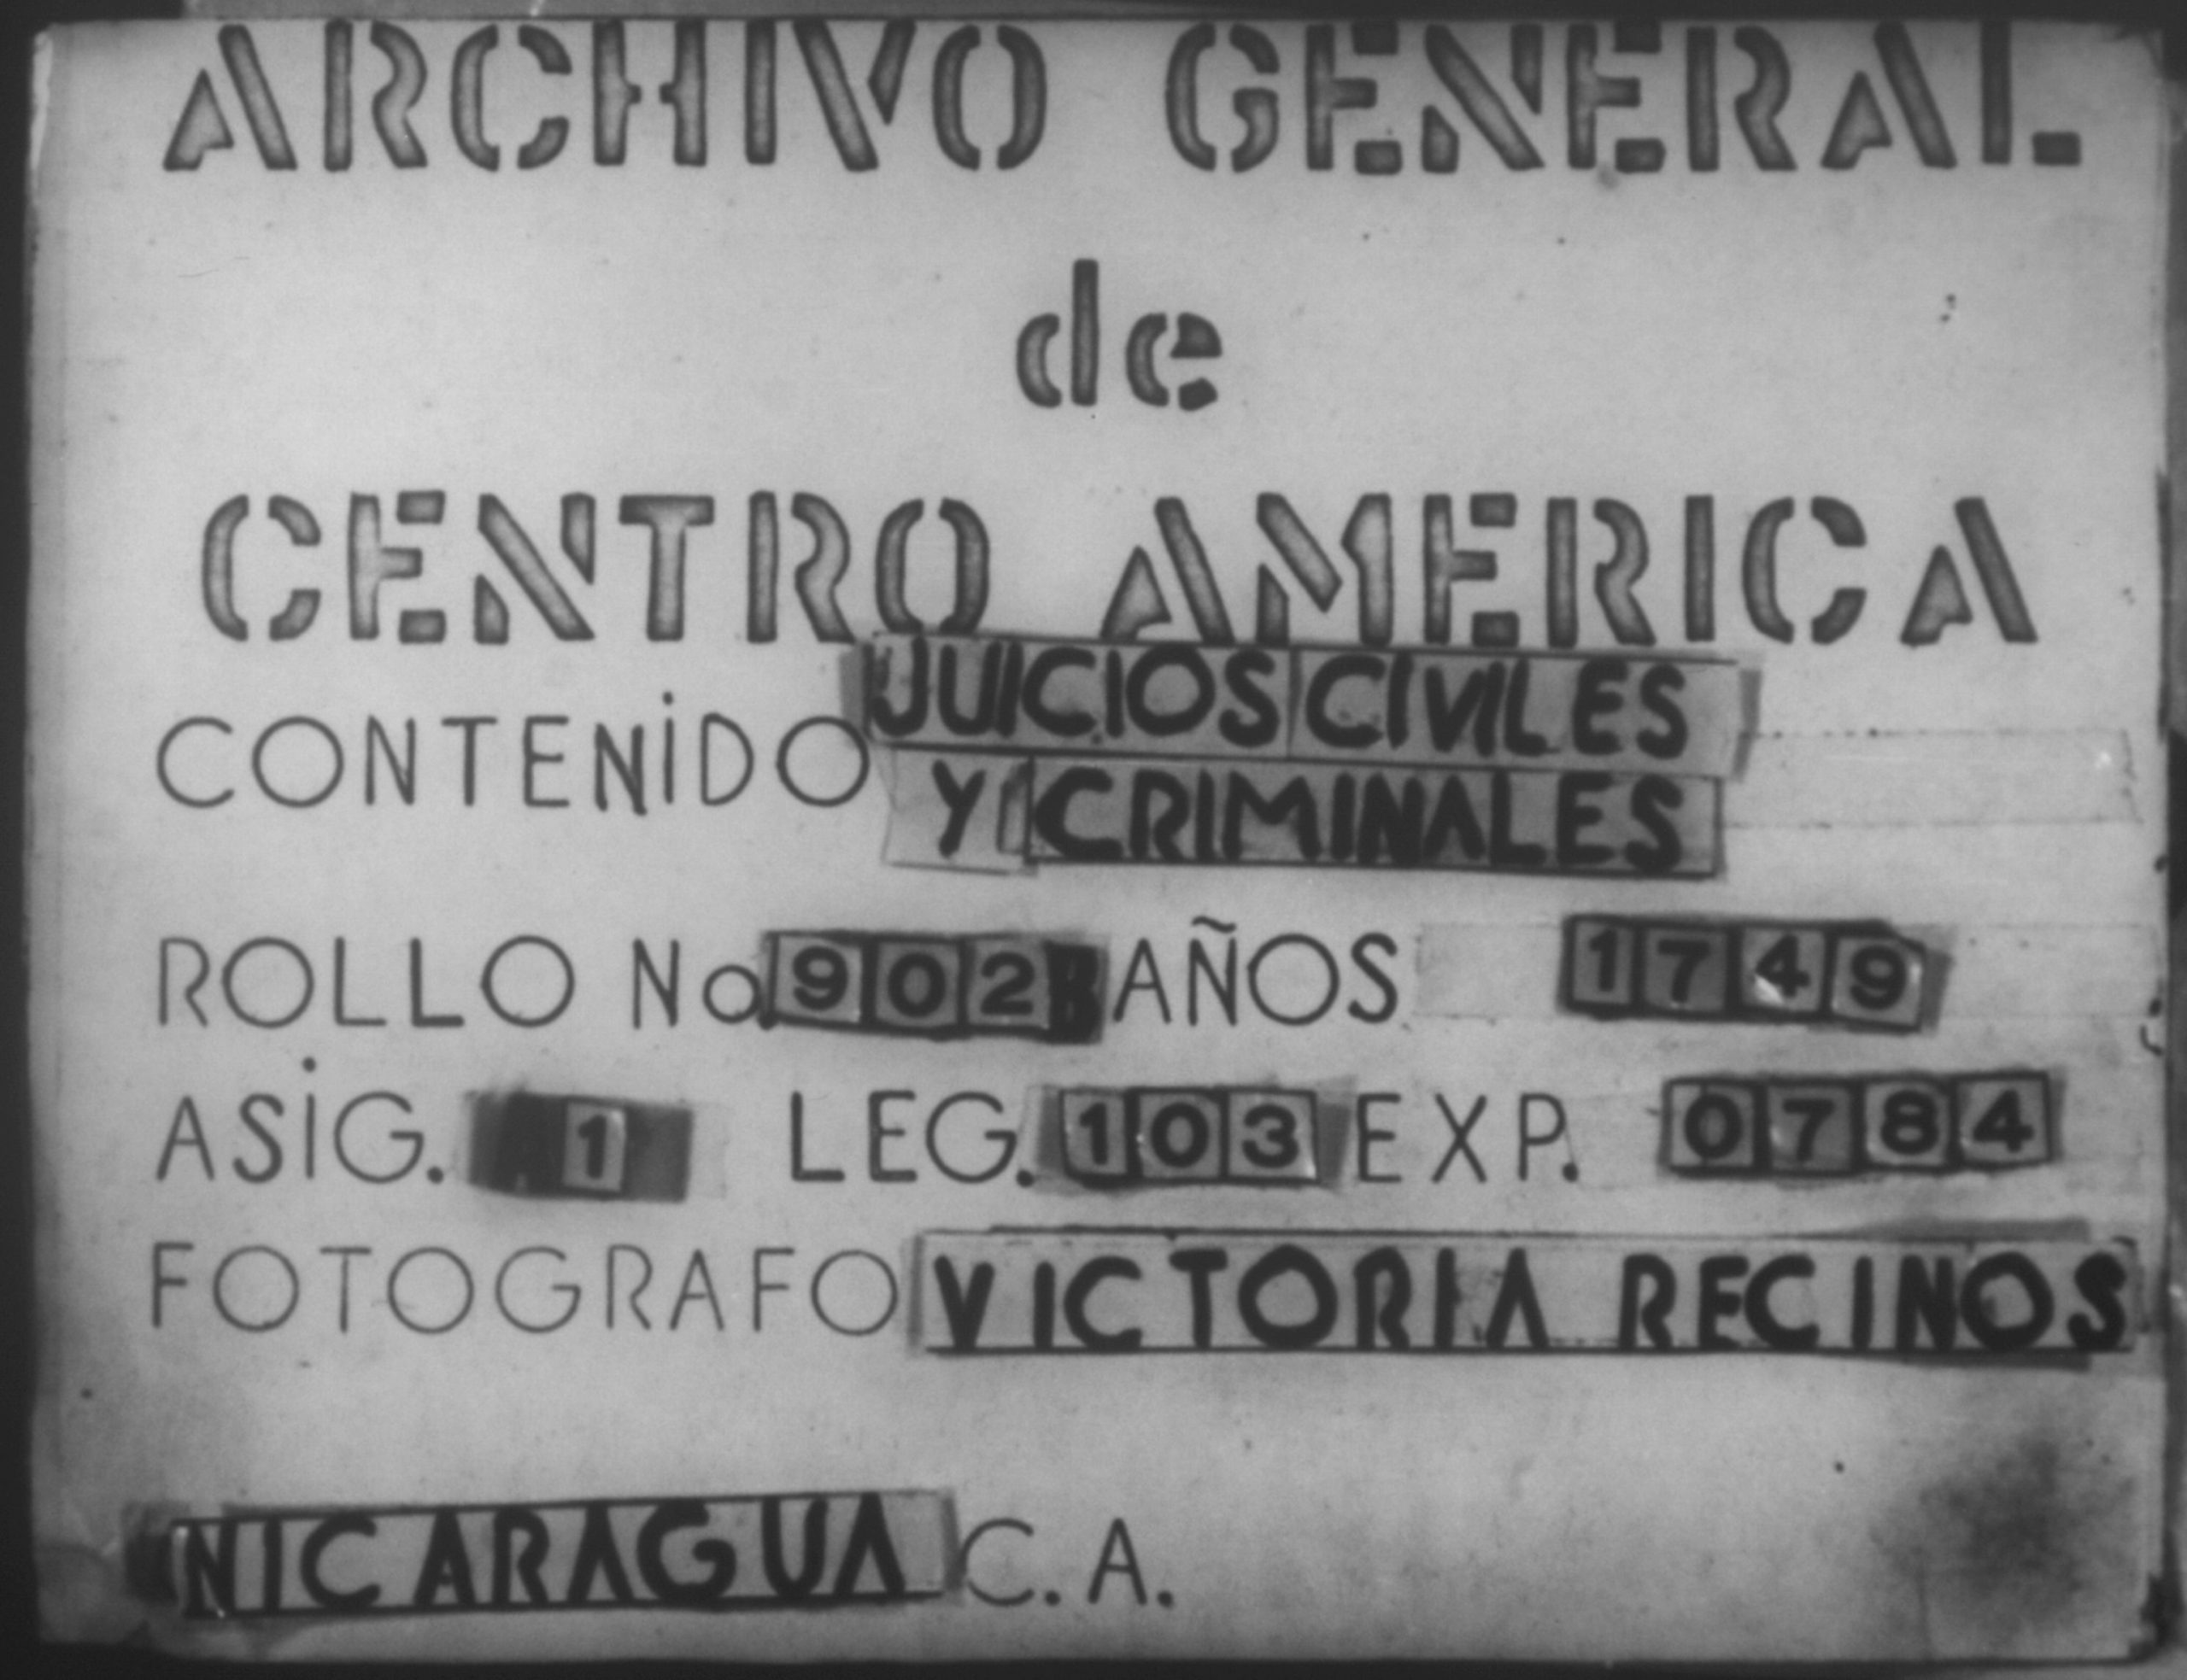 ARCHIVO GENERAL
de
CENTRO AMERICA
CONTENIDO JUICIOS CIVILES
Y CRIMINALES
ROLLO No 902 AÑOS 1749
ASIG. 1 LEG. 103 EXP. 0784
FOTOGRAFO VICTORIA RECINOS
NICARAGUA C.A.